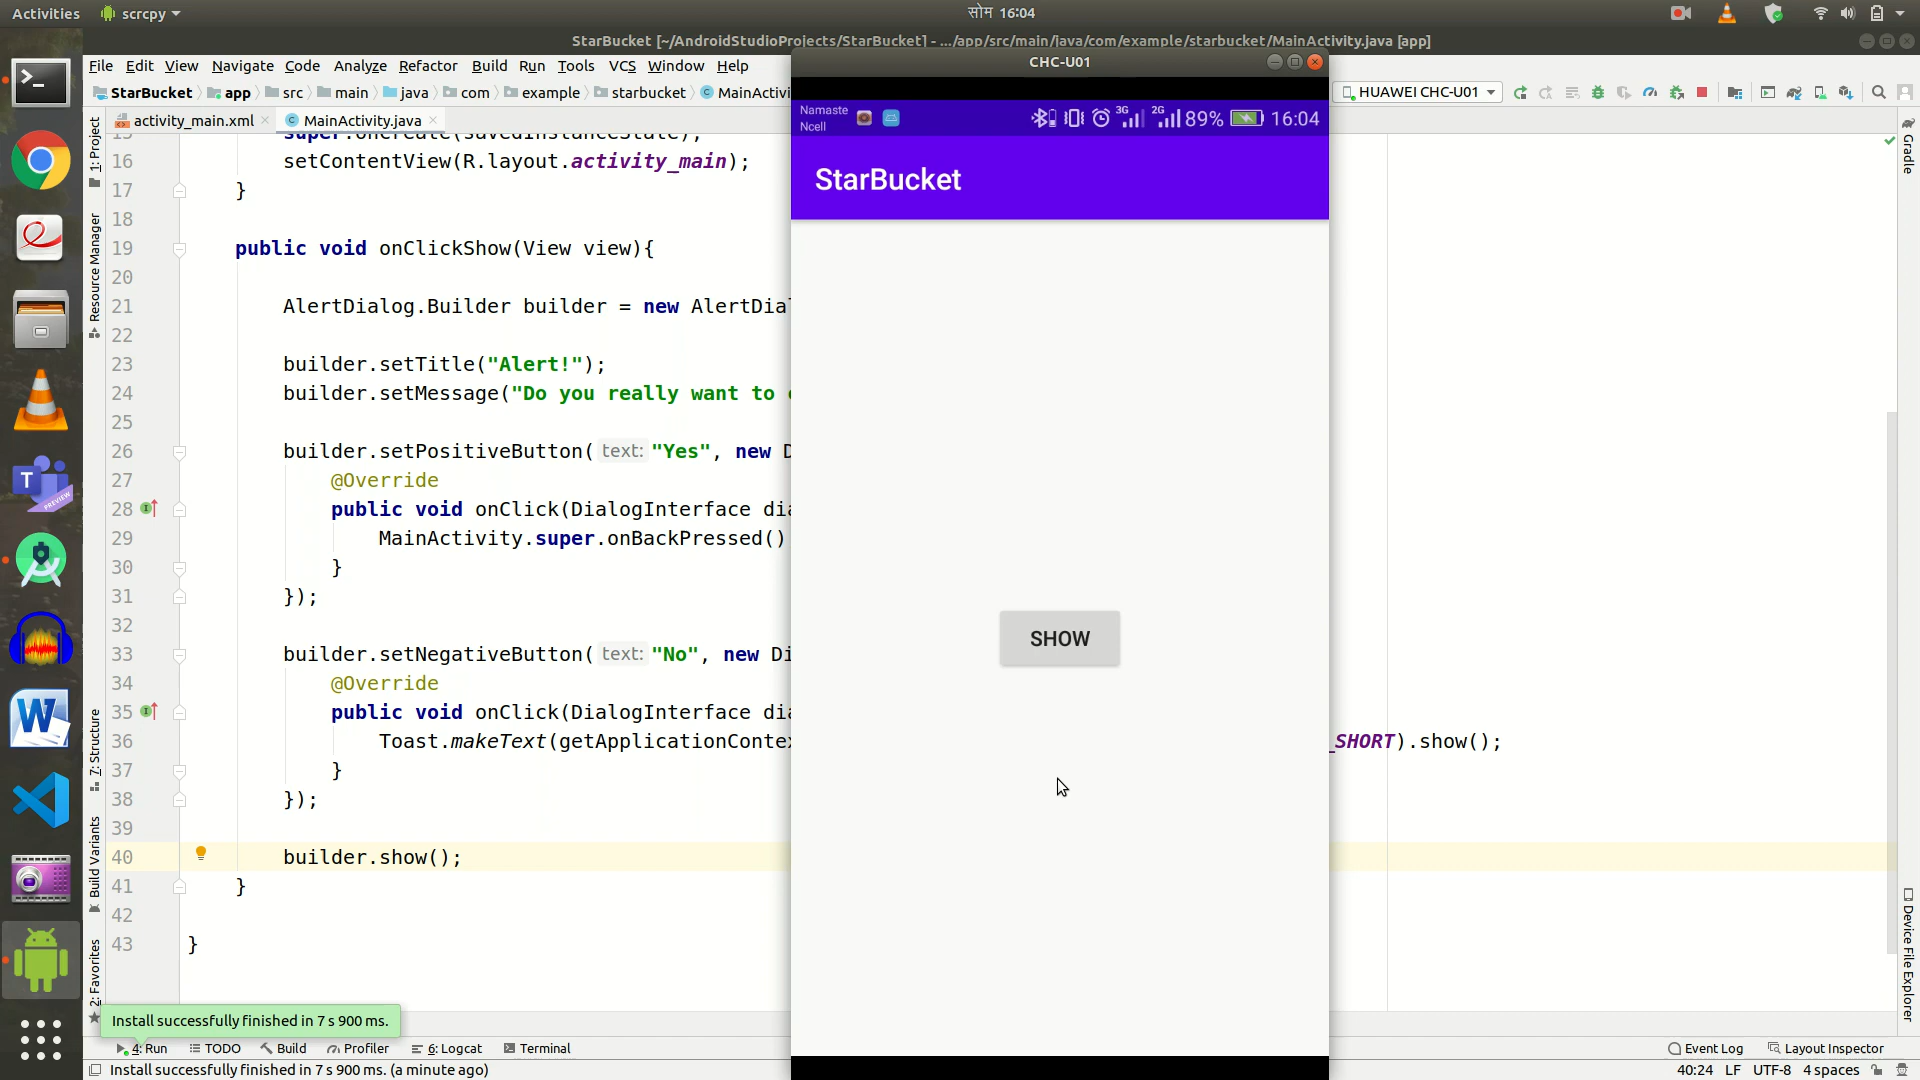 Activities
scrcpy
सोम 16:04
StarBucket [~/AndroidStudioProjects/StarBucket] - .../app/src/main/java/com/example/starbucket/MainActivity.java [app]
File Edit View Navigate Code Analyze Refactor Build Run Tools VCS Window Help
CHC-U01
StarBucket app src main java com example starbucket MainActivi
HUAWEI CHC-U01
activity_main.xml
MainActivity.java
Namaste
Ncell
3G 2G 89% 16:04
StarBucket
SHOW
1: Project
Resource Manager
7: Structure
Build Variants
2: Favorites
Gradle
Device File Explorer
16 setContentView(R.layout.activity_main);
17 }
18
19 public void onClickShow(View view){
20
21 AlertDialog.Builder builder = new AlertDia
22
23 builder.setTitle("Alert!");
24 builder.setMessage("Do you really want to
25
26 builder.setPositiveButton( text: "Yes", new D
27 @Override
28 public void onClick(DialogInterface dia
29 MainActivity.super.onBackPressed()
30 }
31 });
32
33 builder.setNegativeButton( text: "No", new Di
34 @Override
35 public void onClick(DialogInterface dia
36 Toast.makeText(getApplicationConte _SHORT).show();
37 }
38 });
39
40 builder.show();
41 }
42
43 }
Install successfully finished in 7 s 900 ms.
4: Run TODO Build Profiler 6: Logcat Terminal
Event Log Layout Inspector
Install successfully finished in 7 s 900 ms. (a minute ago)
40:24 LF UTF-8 4 spaces